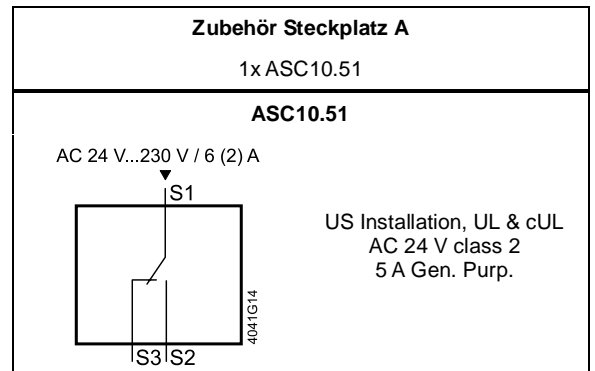 Zubehör Steckplatz A
1x ASC10.51
ASC10.51
AC 24 V...230 V / 6 (2) A
S1
US Installation, UL & cUL
AC 24 V class 2
5 A Gen. Purp.
4041G14
S3 S2